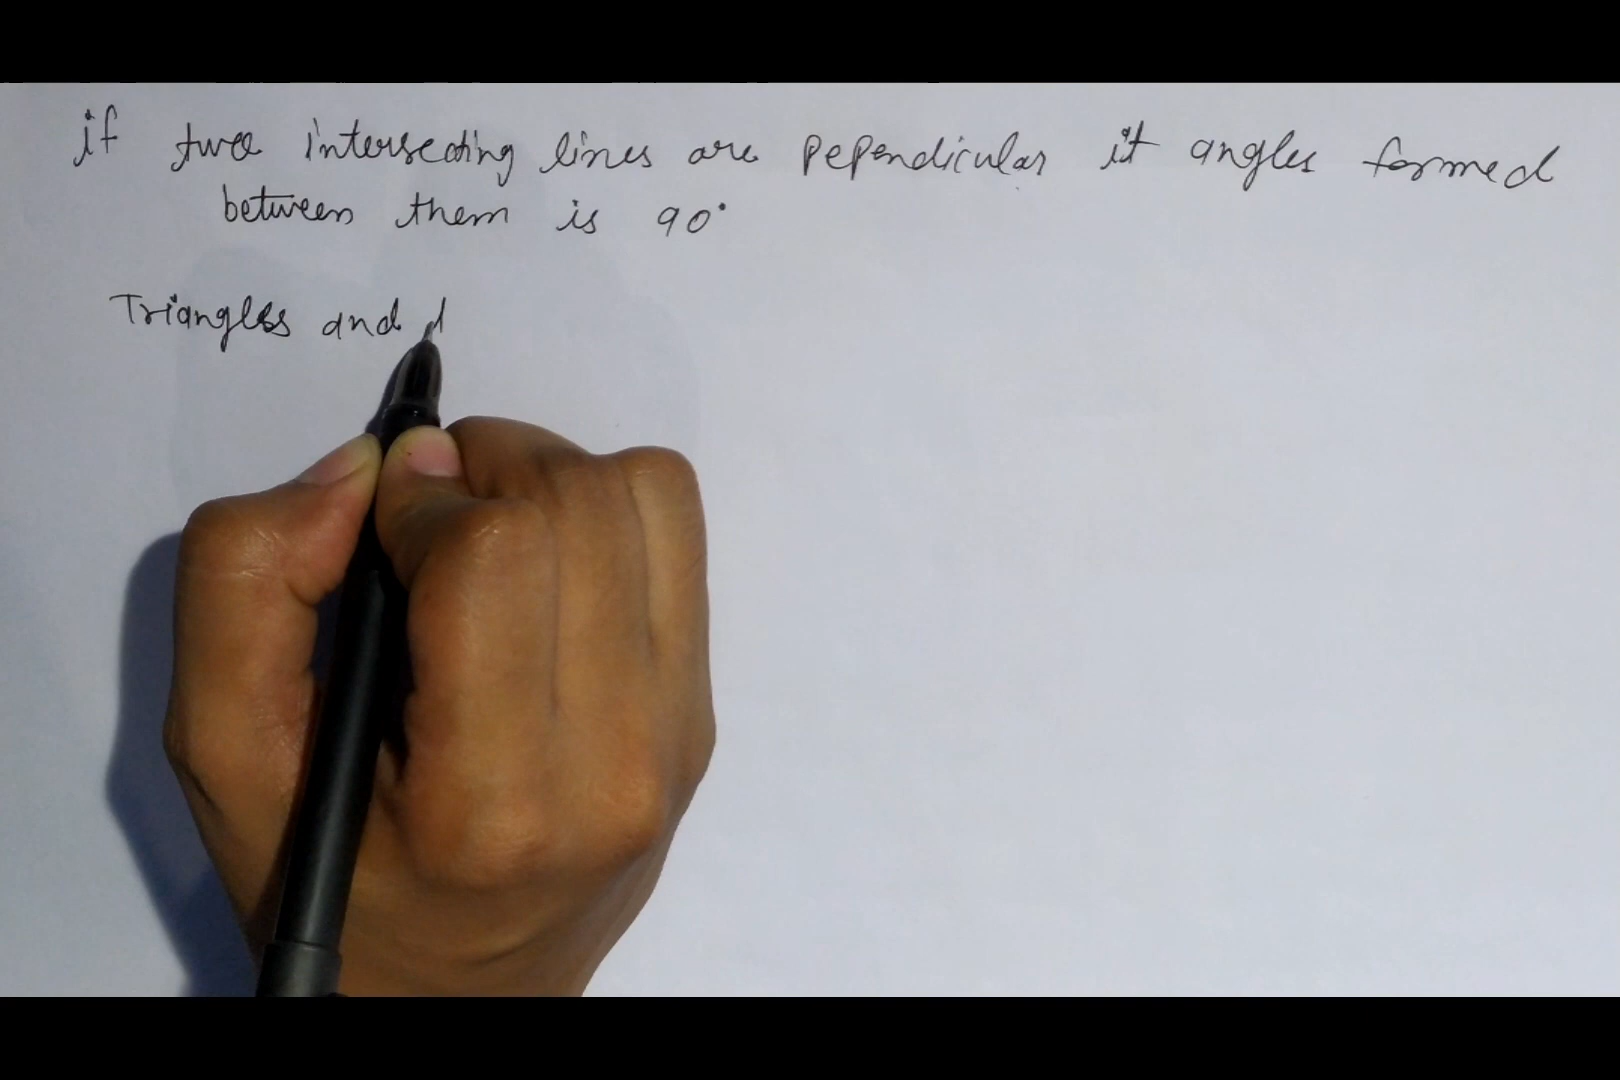 if two intersecting lines are pependicular it angles formed
between them is 90°
Triangles and